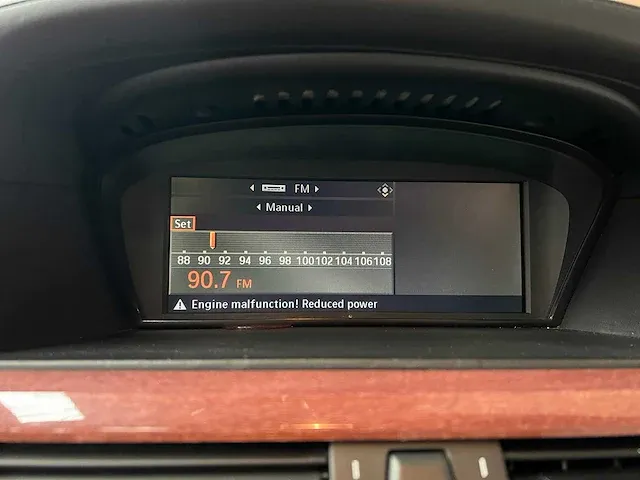 FM
Manual
Set
88 90 92 94 96 98 100 102 104 106 108
90.7 FM
Engine malfunction! Reduced power